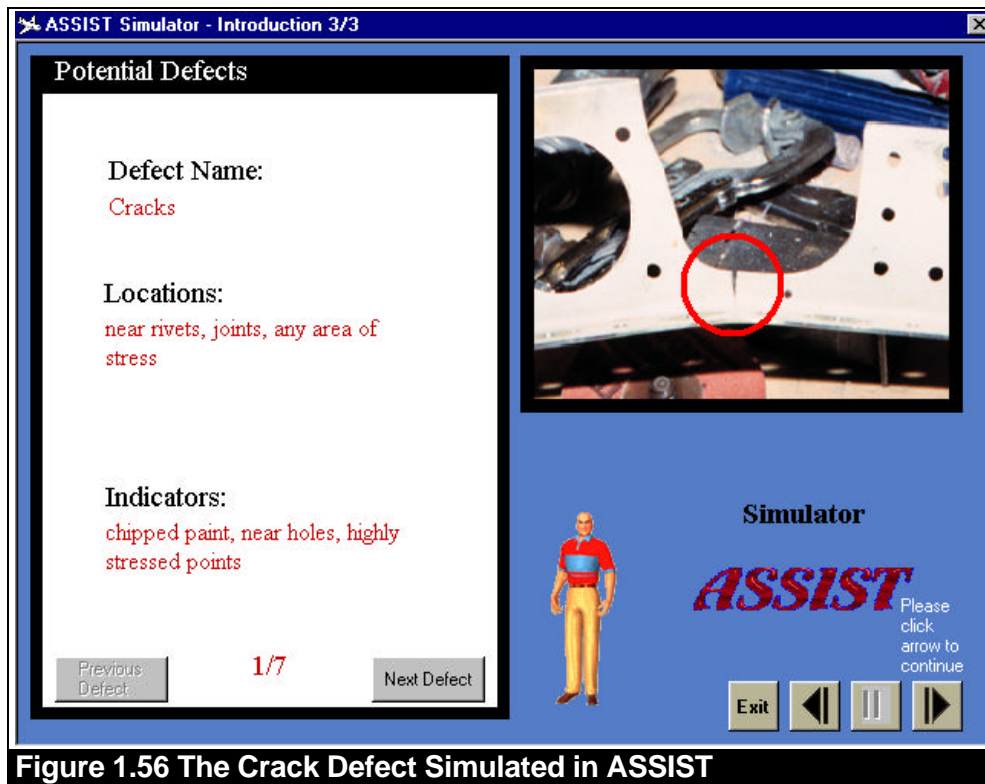 ASSIST Simulator - Introduction 3/3
Potential Defects
Defect Name:
Cracks
Locations:
near rivets, joints, any area of
stress
Indicators:
chipped paint, near holes, highly
stressed points
Previous
Defect
1/7
Next Defect
Simulator
ASSIST
Please
click
arrow to
continue
Exit
Figure 1.56 The Crack Defect Simulated in ASSIST